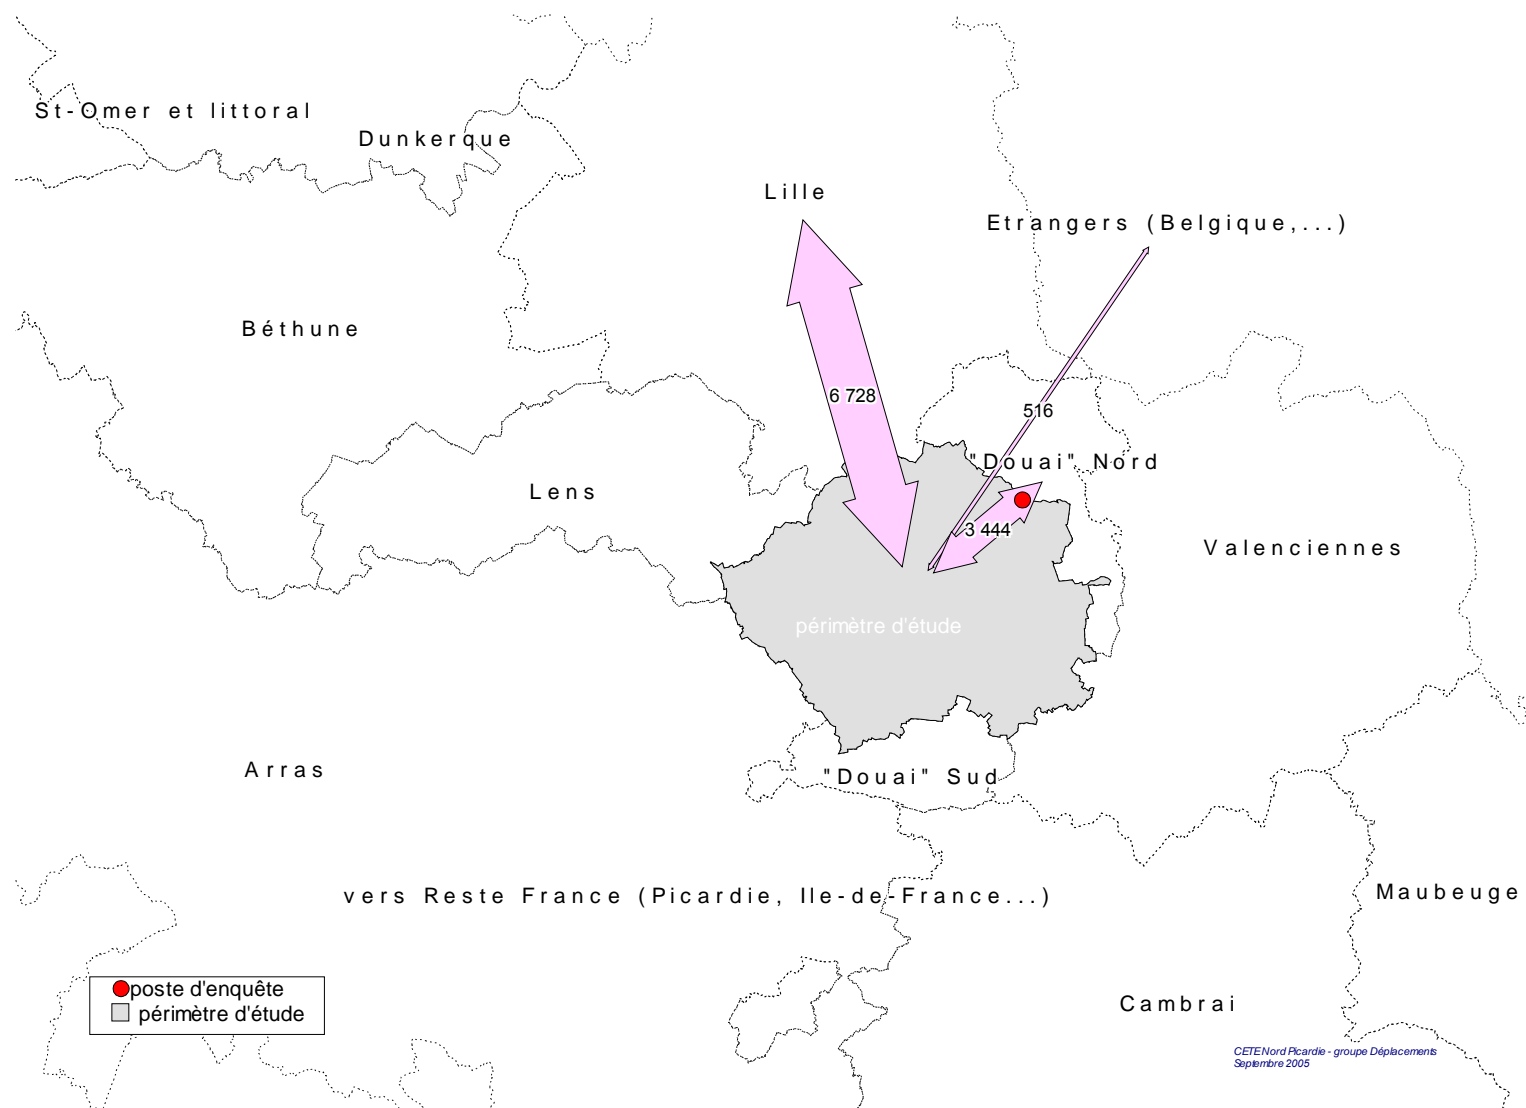 St-Omer et littoral
Dunkerque
Lille
Etrangers (Belgique,...)
Béthune
6 728
516
"Douai" Nord
Lens
3 444
Valenciennes
périmètre d'étude
Arras
"Douai" Sud
vers Reste France (Picardie, Ile-de-France...)
Maubeuge
poste d'enquête
périmètre d'étude
Cambrai
CETE Nord Picardie - groupe Déplacements
Septembre 2005